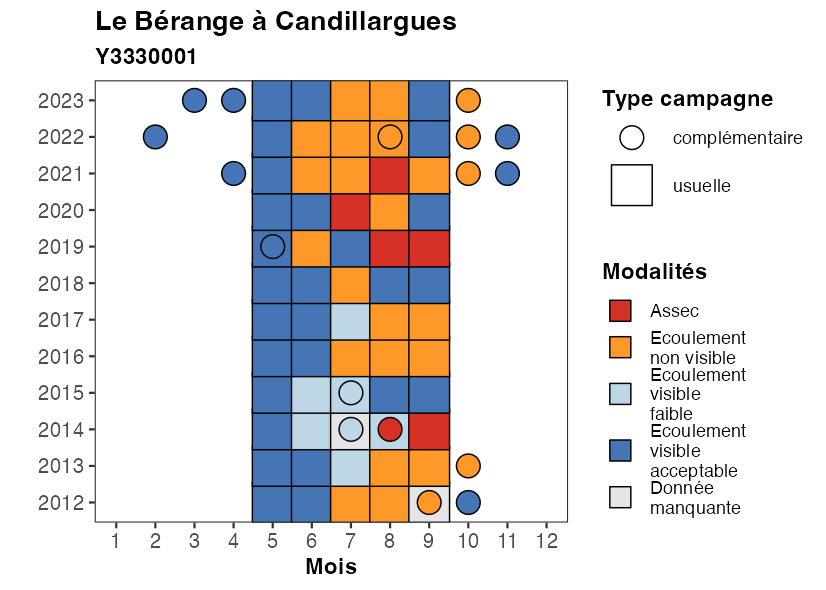 Le Bérange à Candillargues
Y3330001
2023
2022
2021
2020
2019
2018
2017
2016
2015
2014
2013
2012
1 2 3 4 5 6 7 8 9 10 11 12
Mois
Type campagne
complémentaire
usuelle
Modalités
Assec
Ecoulement
non visible
Ecoulement
visible
faible
Ecoulement
visible
acceptable
Donnée
manquante